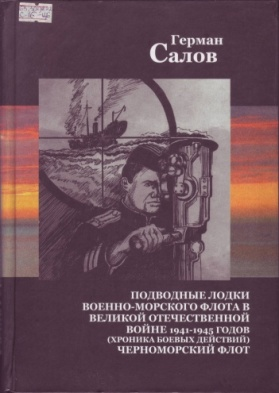 Герман
Салов
ПОДВОДНЫЕ ЛОДКИ
ВОЕННО-МОРСКОГО ФЛОТА В
ВЕЛИКОЙ ОТЕЧЕСТВЕННОЙ
ВОЙНЕ 1941-1945 ГОДОВ
(ХРОНИКА БОЕВЫХ ДЕЙСТВИЙ)
ЧЕРНОМОРСКИЙ ФЛОТ